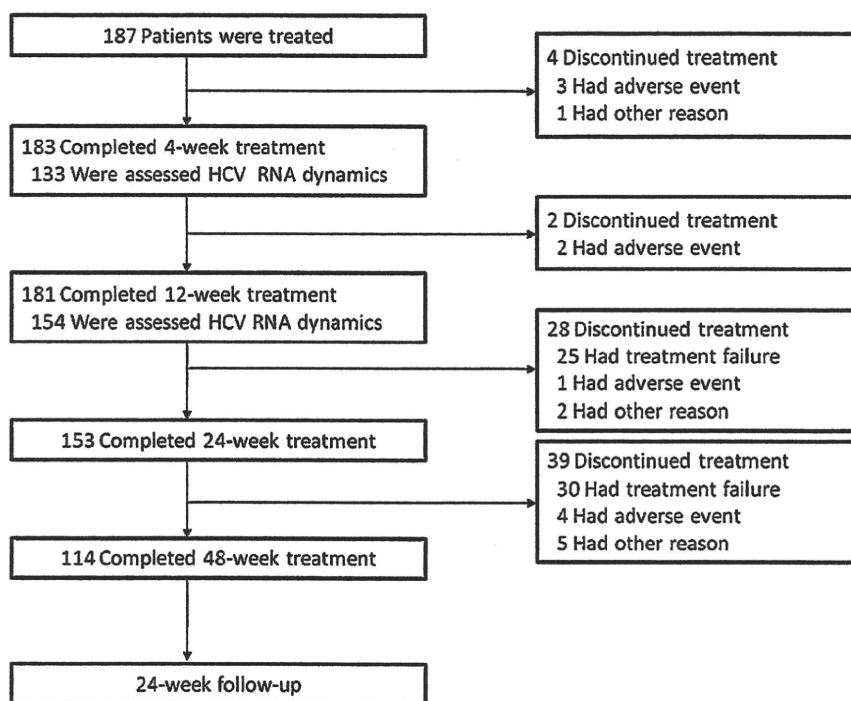 187 Patients were treated
4 Discontinued treatment
3 Had adverse event
1 Had other reason
183 Completed 4-week treatment
133 Were assessed HCV RNA dynamics
2 Discontinued treatment
2 Had adverse event
181 Completed 12-week treatment
154 Were assessed HCV RNA dynamics
28 Discontinued treatment
25 Had treatment failure
1 Had adverse event
2 Had other reason
153 Completed 24-week treatment
39 Discontinued treatment
30 Had treatment failure
4 Had adverse event
5 Had other reason
114 Completed 48-week treatment
24-week follow-up